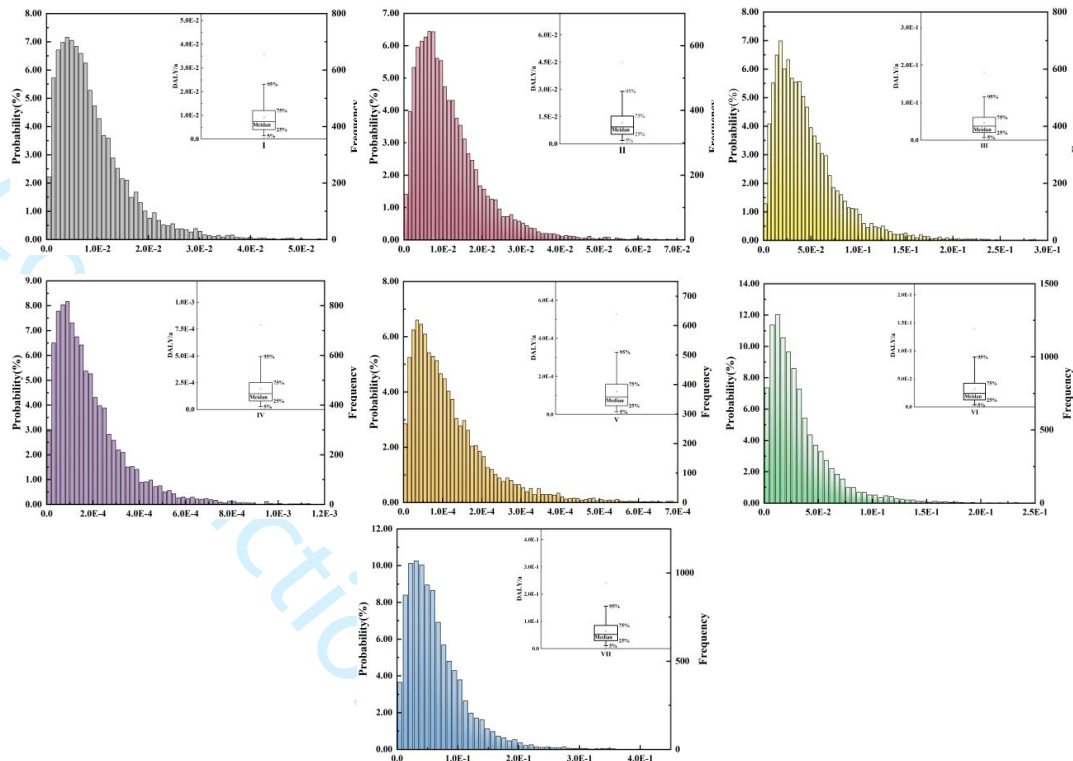 8.00
7.00
6.00
5.00
4.00
3.00
2.00
1.00
0.00
Probability(%)
0.0 1.0E-2 2.0E-2 3.0E-2 4.0E-2 5.0E-2
800
600
400
200
0
Frequency
5.0E-2
4.0E-2
3.0E-2
2.0E-2
1.0E-2
0.0
DALY/a
95%
75%
Meidan
25%
5%
I
7.00
6.00
5.00
4.00
3.00
2.00
1.00
0.00
Probability(%)
0.0 1.0E-2 2.0E-2 3.0E-2 4.0E-2 5.0E-2 6.0E-2 7.0E-2
600
400
200
0
Frequency
6.0E-2
4.5E-2
3.0E-2
1.5E-2
0.0
DALY/a
95%
75%
Meidan
25%
5%
II
8.00
7.00
6.00
5.00
4.00
3.00
2.00
1.00
0.00
Probability(%)
0.0 5.0E-2 1.0E-1 1.5E-1 2.0E-1 2.5E-1 3.0E-1
800
600
400
200
0
3.0E-1
2.0E-1
1.0E-1
0.0
DALY/a
95%
75%
Meidan
25%
5%
III
9.00
8.00
7.00
6.00
5.00
4.00
3.00
2.00
1.00
0.00
Probability(%)
0.0 2.0E-4 4.0E-4 6.0E-4 8.0E-4 1.0E-3 1.2E-3
800
600
400
200
0
Frequency
1.0E-3
7.5E-4
5.0E-4
2.5E-4
0.0
DALY/a
95%
75%
Meidan
25%
5%
IV
8.00
6.00
4.00
2.00
0.00
Probability(%)
0.0 1.0E-4 2.0E-4 3.0E-4 4.0E-4 5.0E-4 6.0E-4 7.0E-4
700
600
500
400
300
200
100
0
Frequency
6.0E-4
4.0E-4
2.0E-4
0.0
DALY/a
95%
75%
Median
25%
5%
V
14.00
12.00
10.00
8.00
6.00
4.00
2.00
0.00
Probability(%)
0.0 5.0E-2 1.0E-1 1.5E-1 2.0E-1 2.5E-1
1500
1000
500
0
Frequency
2.0E-1
1.5E-1
1.0E-1
5.0E-2
0.0
DALY/a
95%
75%
Meidan
25%
5%
VI
12.00
10.00
8.00
6.00
4.00
2.00
0.00
Probability(%)
0.0 1.0E-1 2.0E-1 3.0E-1 4.0E-1
1000
500
0
Frequency
4.0E-1
3.0E-1
2.0E-1
1.0E-1
0.0
DALY/a
95%
75%
Median
25%
5%
VII